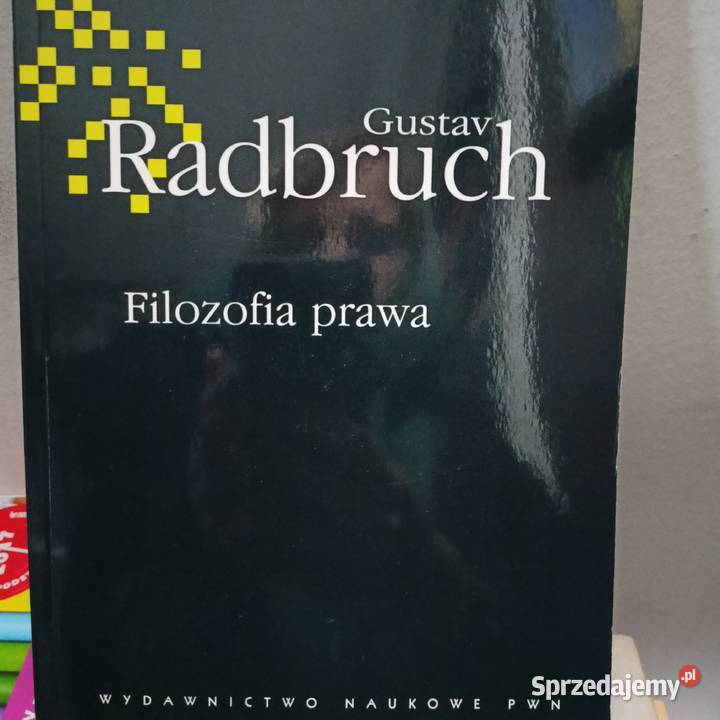 Gustav
Radbruch
Filozofia prawa
WYDAWNICTWO NAUKOWE PWN
Sprzedajemy.pl